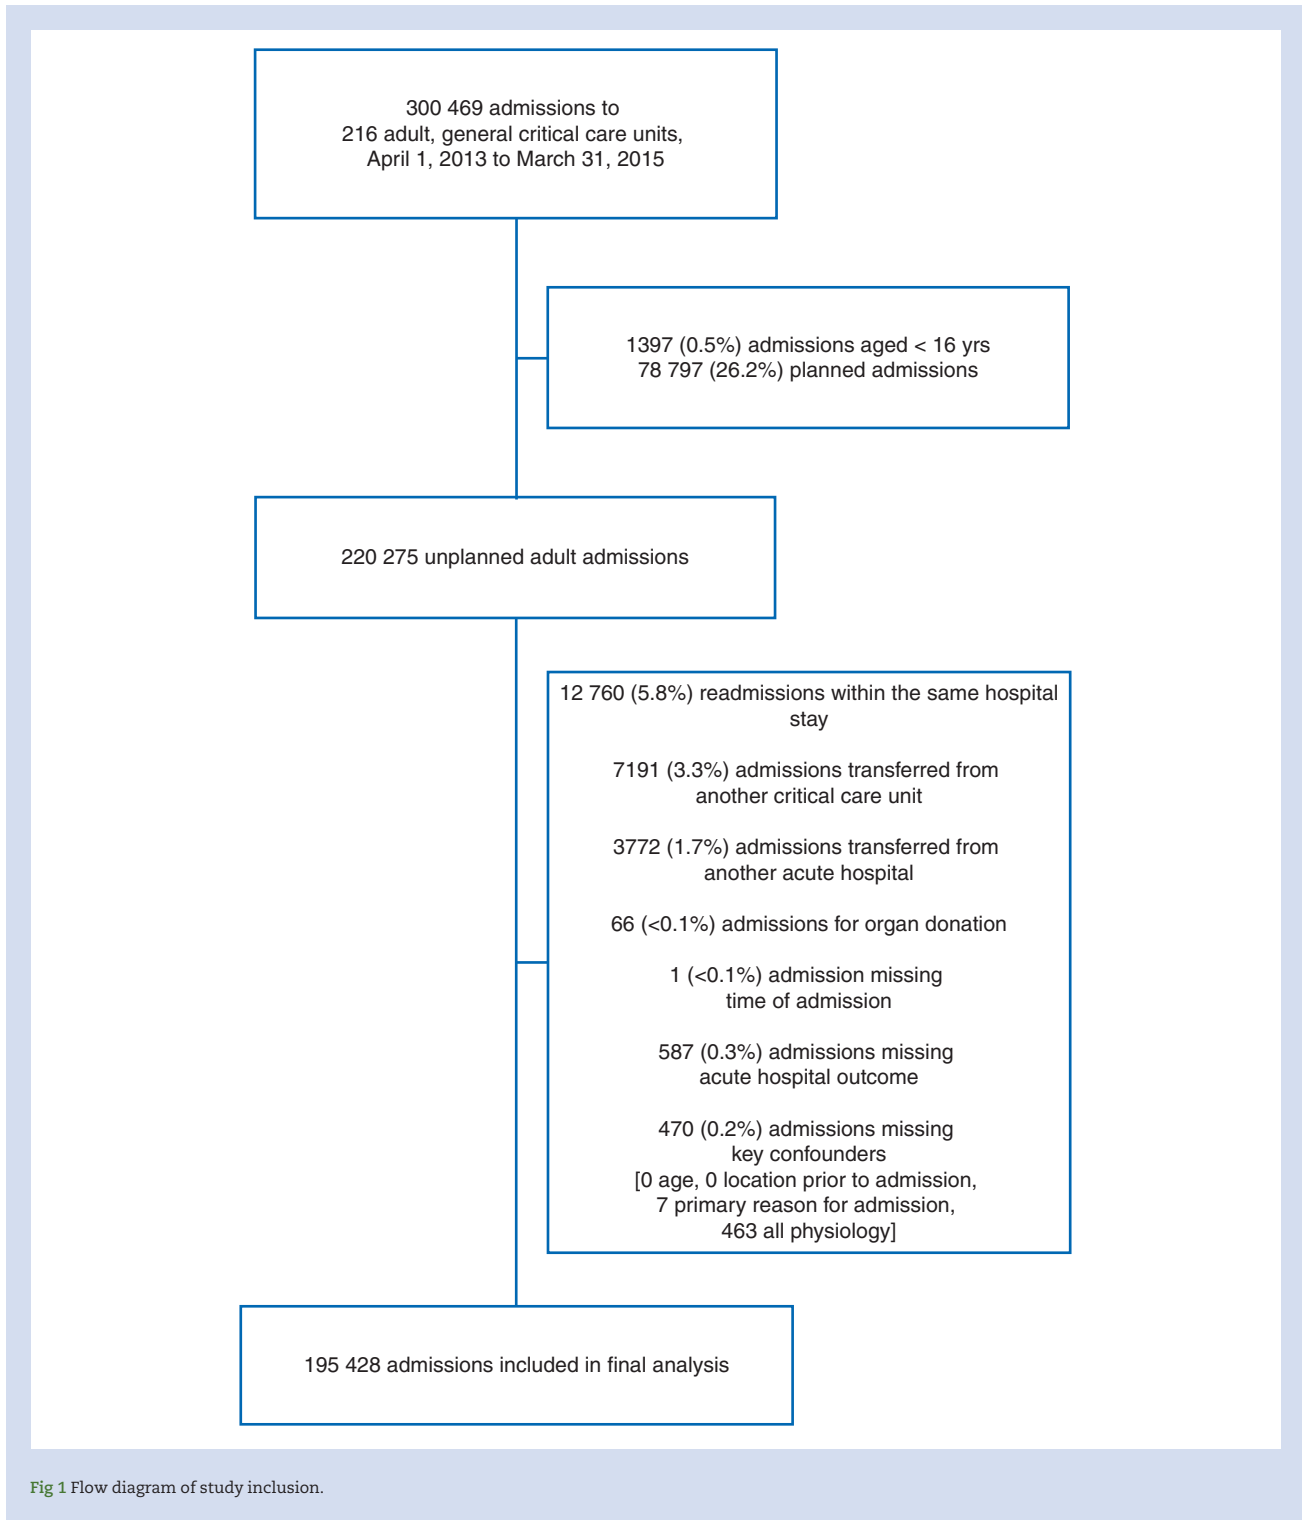 300 469 admissions to
216 adult, general critical care units,
April 1, 2013 to March 31, 2015
1397 (0.5%) admissions aged < 16 yrs
78 797 (26.2%) planned admissions
220 275 unplanned adult admissions
12 760 (5.8%) readmissions within the same hospital
stay
7191 (3.3%) admissions transferred from
another critical care unit
3772 (1.7%) admissions transferred from
another acute hospital
66 (<0.1%) admissions for organ donation
1 (<0.1%) admission missing
time of admission
587 (0.3%) admissions missing
acute hospital outcome
470 (0.2%) admissions missing
key confounders
[0 age, 0 location prior to admission,
7 primary reason for admission,
463 all physiology]
195 428 admissions included in final analysis
Fig 1 Flow diagram of study inclusion.